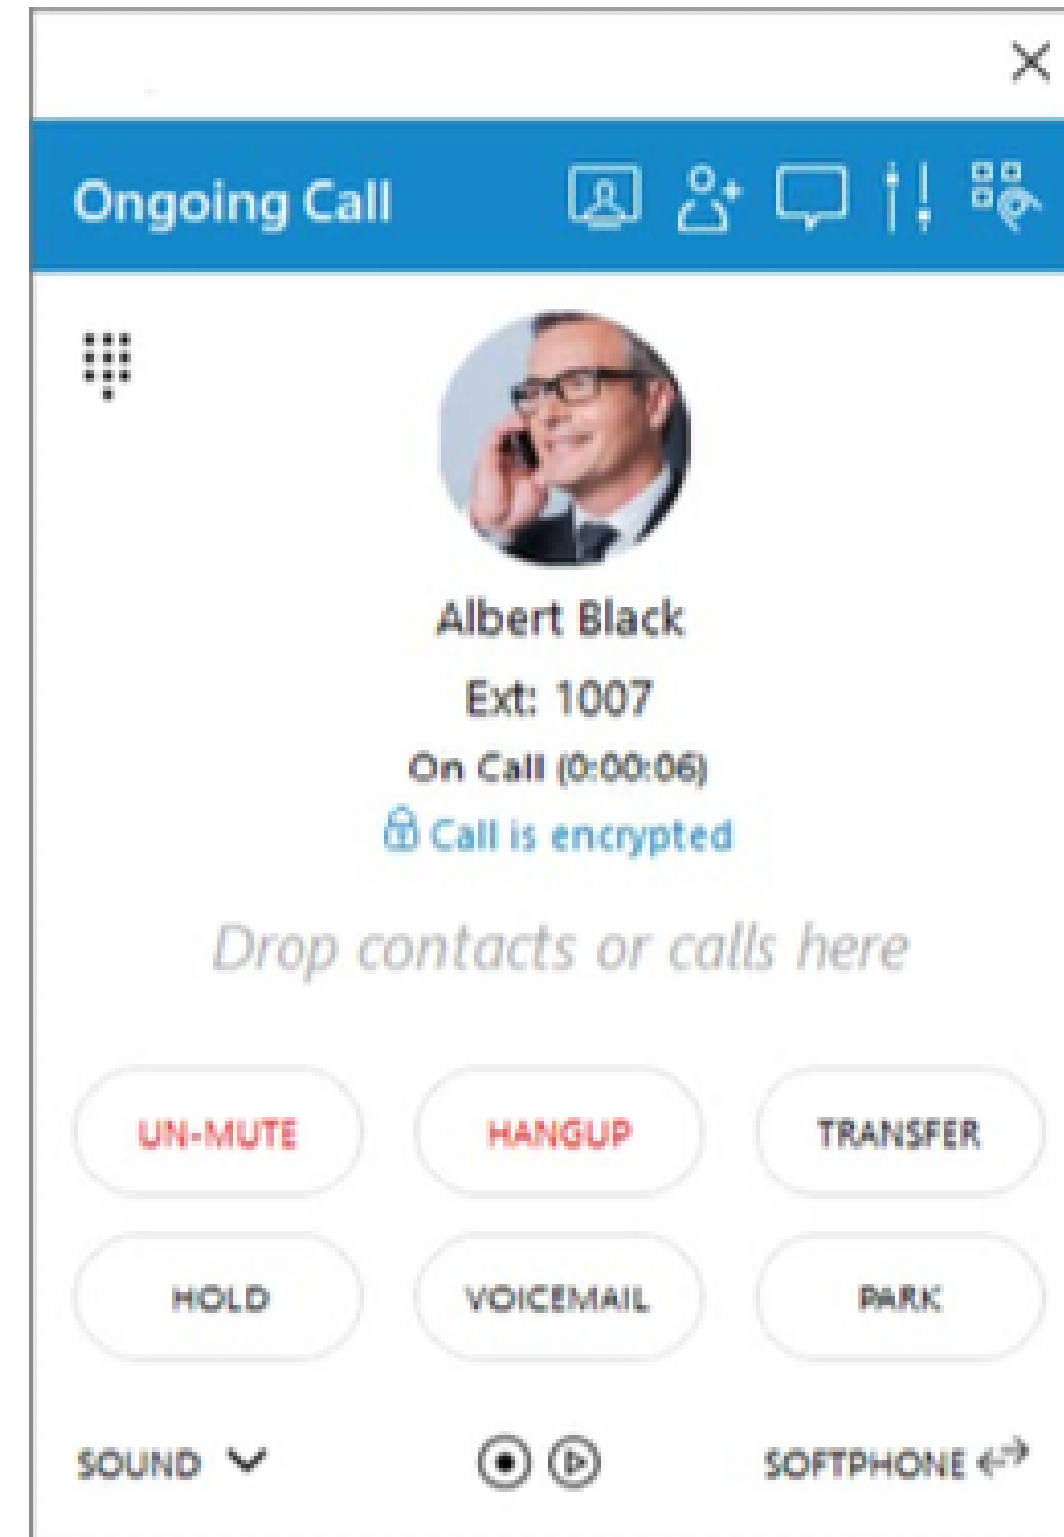 Ongoing Call
Albert Black
Ext: 1007
On Call (0:00:06)
Call is encrypted
Drop contacts or calls here
UN-MUTE HANGUP TRANSFER
HOLD VOICEMAIL PARK
SOUND SOFTPHONE